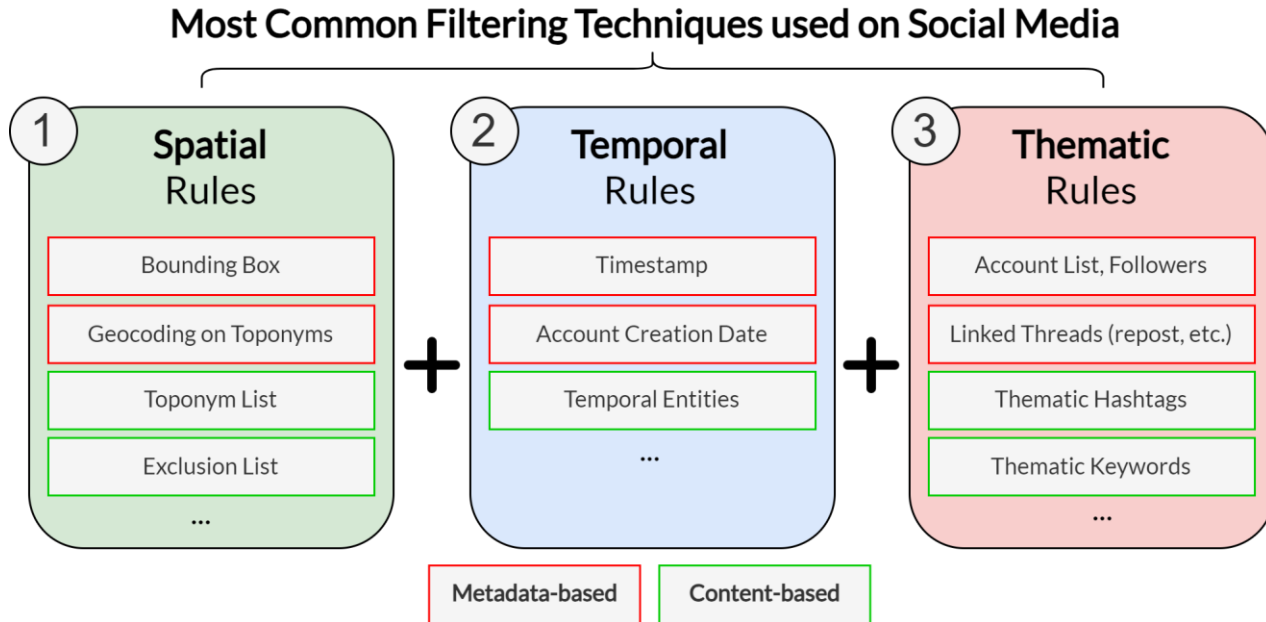 Most Common Filtering Techniques used on Social Media
1
Spatial
Rules
Bounding Box
Geocoding on Toponyms
Toponym List
Exclusion List
...
2
Temporal
Rules
Timestamp
Account Creation Date
Temporal Entities
...
3
Thematic
Rules
Account List, Followers
Linked Threads (repost, etc.)
Thematic Hashtags
Thematic Keywords
...
Metadata-based
Content-based